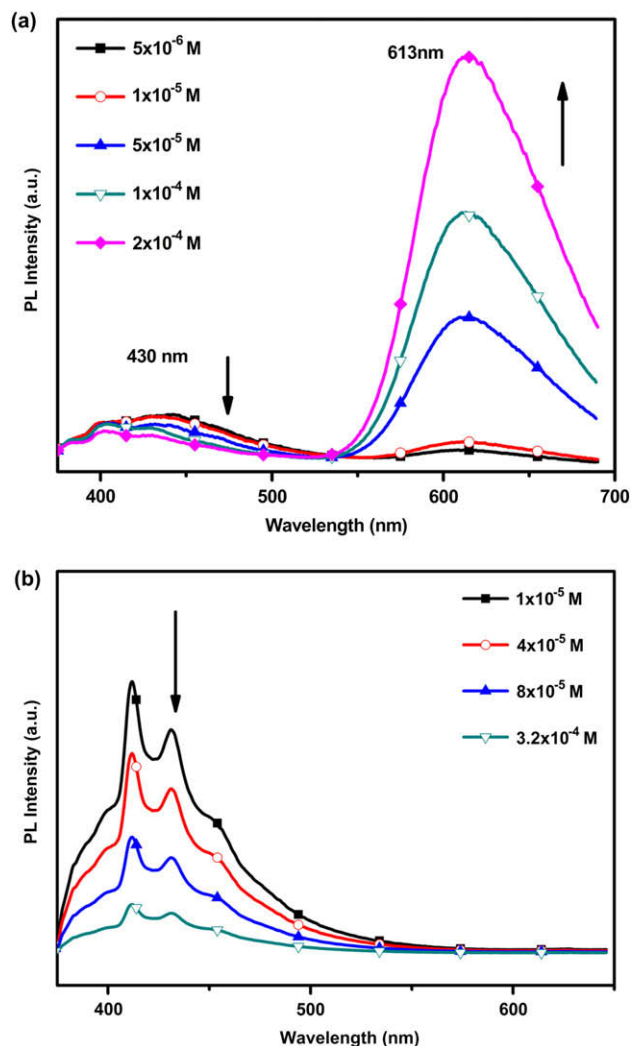 (a)
5x10⁻⁶ M
1x10⁻⁵ M
5x10⁻⁵ M
1x10⁻⁴ M
2x10⁻⁴ M
613nm
430 nm
PL Intensity (a.u.)
400 500 600 700
Wavelength (nm)
(b)
1x10⁻⁵ M
4x10⁻⁵ M
8x10⁻⁵ M
3.2x10⁻⁴ M
PL Intensity (a.u.)
400 500 600
Wavelength (nm)